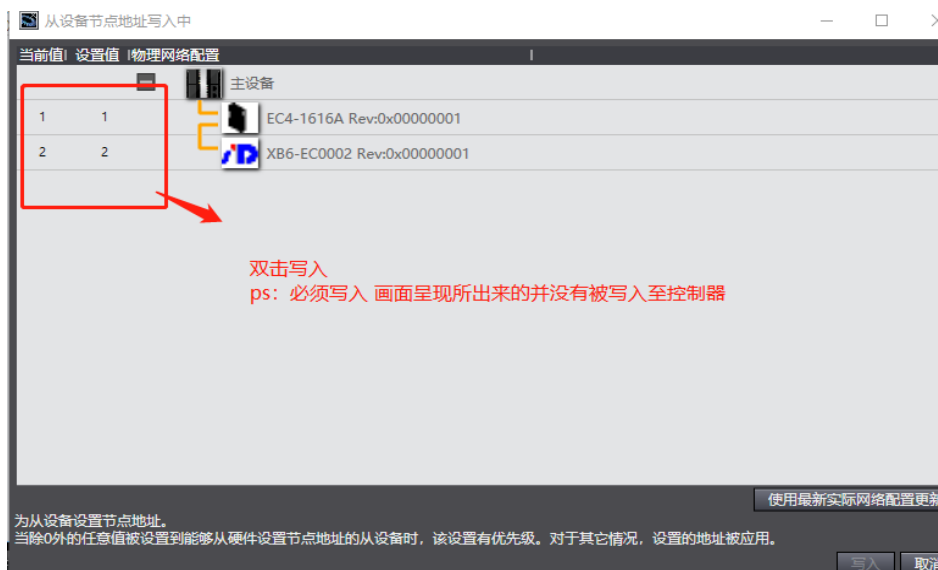 从设备节点地址写入中
当前值 设置值 物理网络配置
主设备
1 1 EC4-1616A Rev:0x00000001
2 2 XB6-EC0002 Rev:0x00000001
双击写入
ps：必须写入 画面呈现所出来的并没有被写入至控制器
使用最新实际网络配置更新
为从设备设置节点地址。
当除0外的任意值被设置到能够从硬件设置节点地址的从设备时，该设置有优先级。对于其它情况，设置的地址被应用。
写入 取消